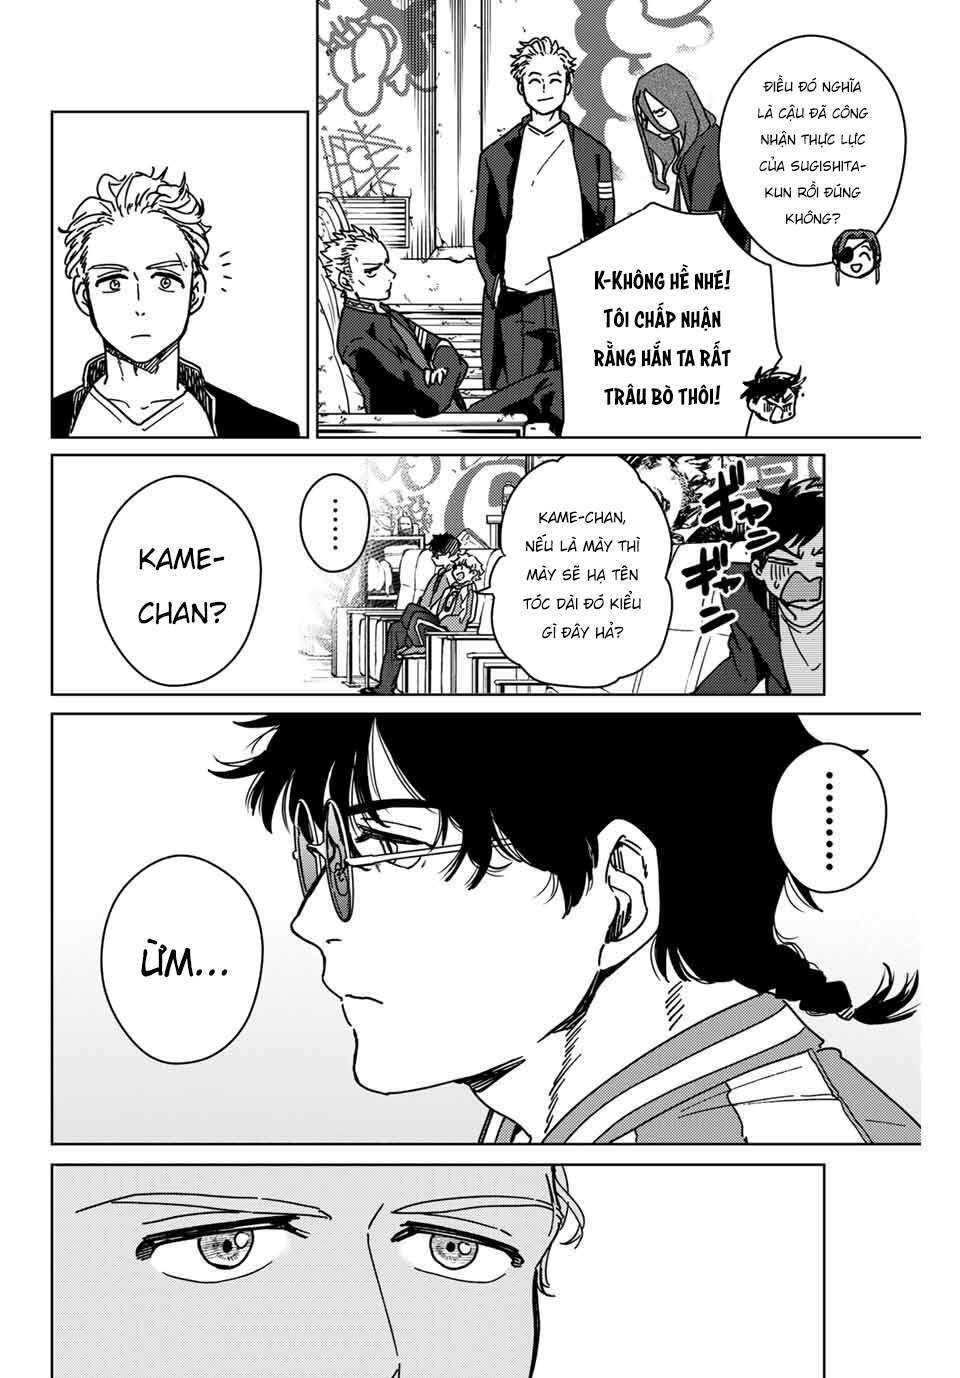 ĐIỀU ĐÓ NGHĨA
LÀ CẬU ĐÃ CÔNG
NHẬN THỰC LỰC
CỦA SUGISHITA-
KUN RỒI ĐÚNG
KHÔNG?
K-KHÔNG HỀ NHÉ!
TÔI CHẤP NHẬN
RẰNG HẮN TA RẤT
TRÂU BÒ THÔI!
ギャン
ギャン
KAME-CHAN,
NẾU LÀ MÀY THÌ
MÀY SẼ HẠ TÊN
TÓC DÀI ĐÓ KIỂU
GÌ ĐÂY HẢ?
......
KAME-
CHAN?
........
ỪM...